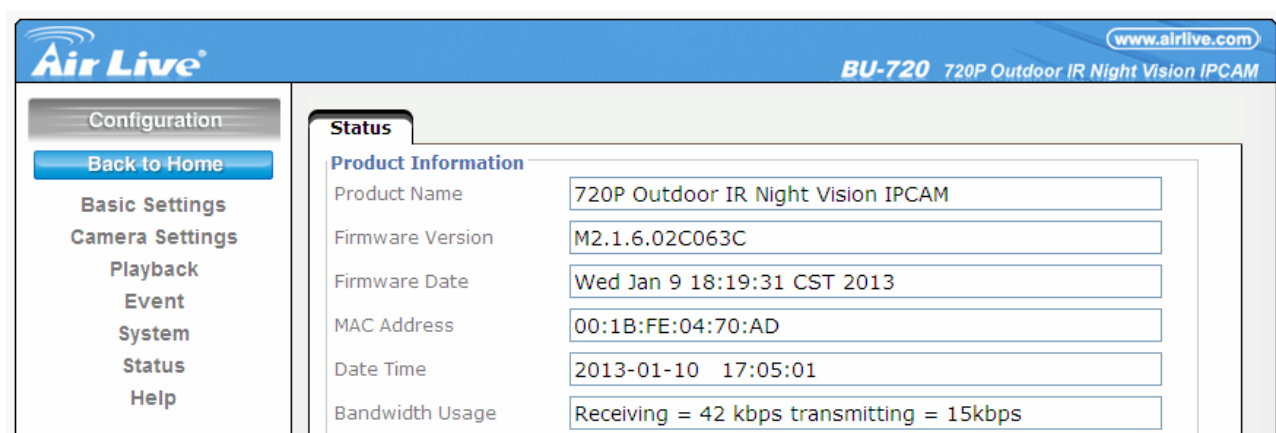 Air Live®
(www.airlive.com)
BU-720 720P Outdoor IR Night Vision IPCAM
Configuration
Back to Home
Basic Settings
Camera Settings
Playback
Event
System
Status
Help
Status
Product Information
Product Name 720P Outdoor IR Night Vision IPCAM
Firmware Version M2.1.6.02C063C
Firmware Date Wed Jan 9 18:19:31 CST 2013
MAC Address 00:1B:FE:04:70:AD
Date Time 2013-01-10 17:05:01
Bandwidth Usage Receiving = 42 kbps transmitting = 15kbps